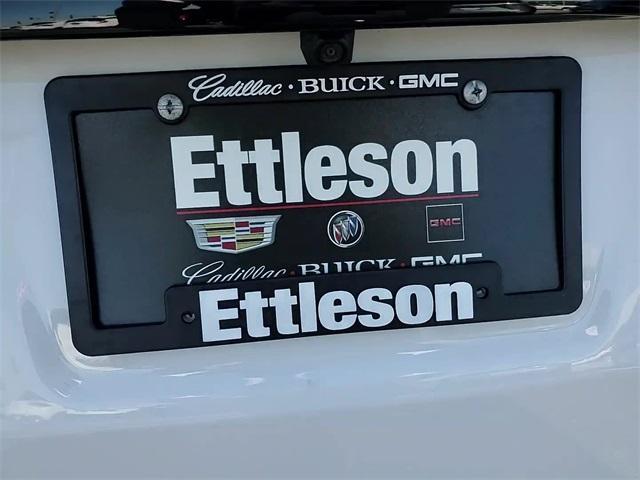 Cadillac · BUICK · GMC
Ettleson
GMC
Cadillac · BUICK · GMC
Ettleson